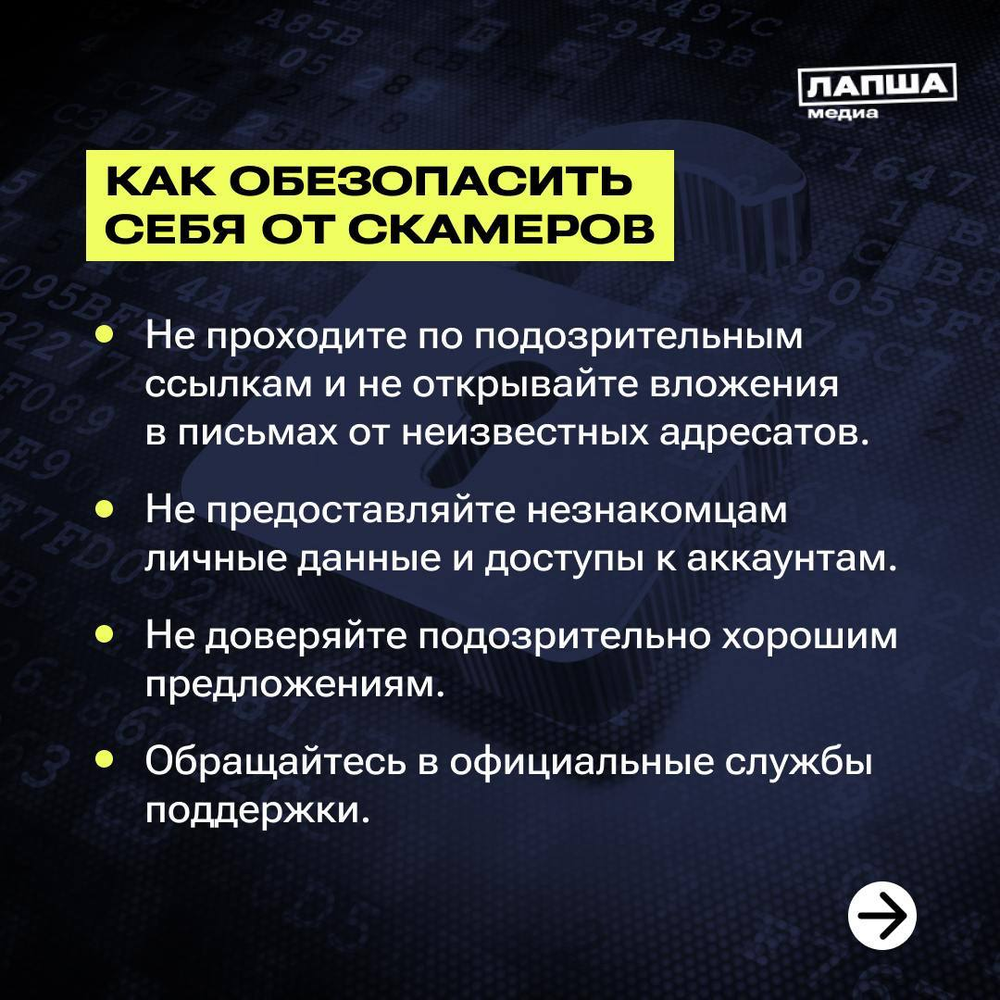 ЛАПША
медиа
КАК ОБЕЗОПАСИТЬ
СЕБЯ ОТ СКАМЕРОВ
Не проходите по подозрительным
ссылкам и не открывайте вложения
в письмах от неизвестных адресатов.
Не предоставляйте незнакомцам
личные данные и доступы к аккаунтам.
Не доверяйте подозрительно хорошим
предложениям.
Обращайтесь в официальные службы
поддержки.